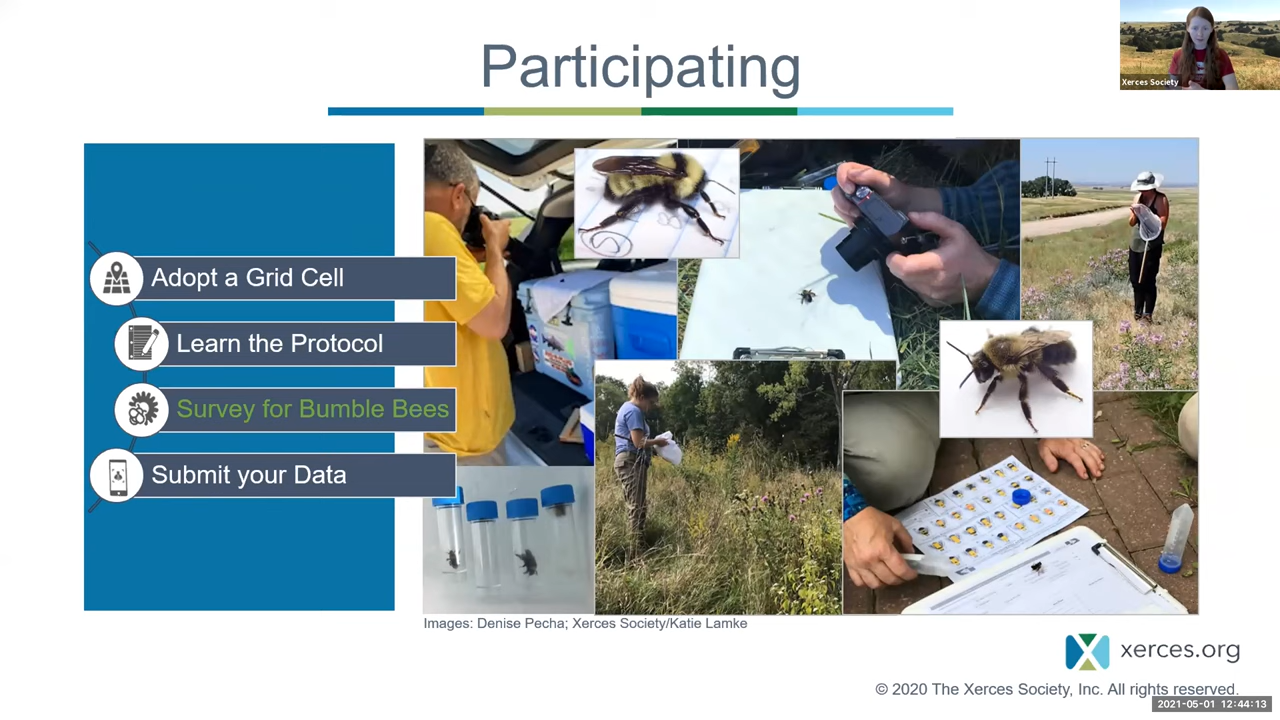 Participating
Xerces Society
Adopt a Grid Cell
Learn the Protocol
Survey for Bumble Bees
Submit your Data
Images: Denise Pecha; Xerces Society/Katie Lamke
xerces.org
© 2020 The Xerces Society, Inc. All rights reserved.
2021-05-01 12:44:13